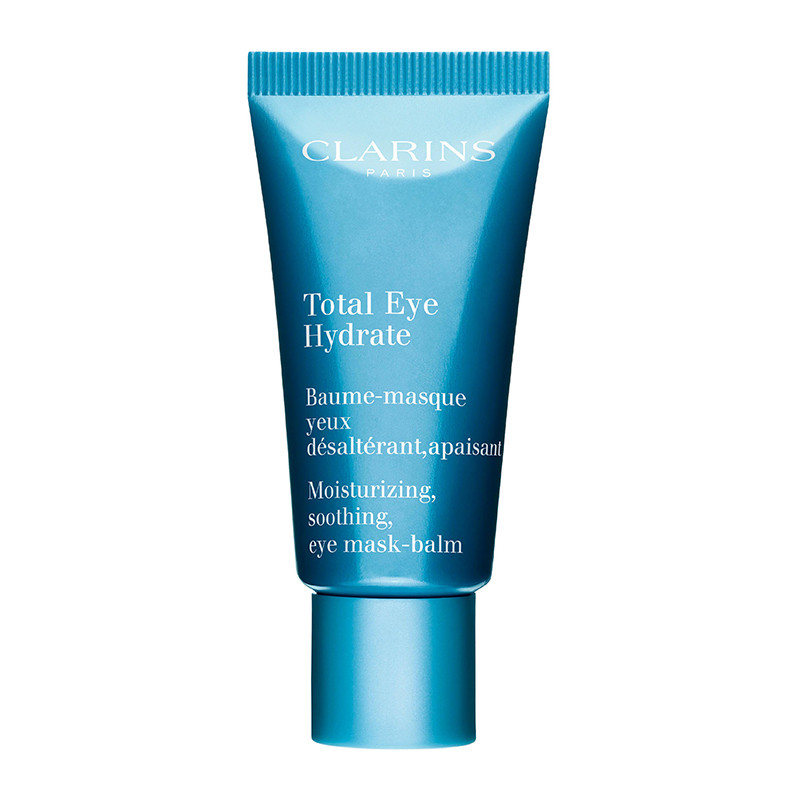 CLARINS
PARIS
Total Eye
Hydrate
Baume-masque
yeux
désaltérant,apaisant
Moisturizing,
soothing,
eye mask-balm